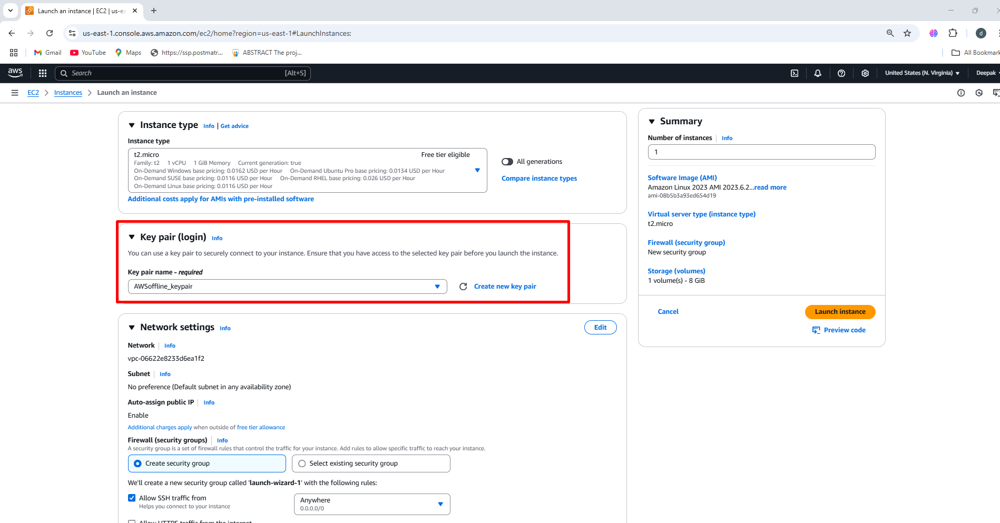 Launch an instance | EC2 | us-ea
us-east-1.console.aws.amazon.com/ec2/home?region=us-east-1#LaunchInstances:
d
Gmail
YouTube
Maps
https://ssp.postmatr...
ABSTRACT The proj...
All Bookmark
aws
Search
[Alt+S]
United States (N. Virginia)
Deepak
EC2 > Instances > Launch an instance
Instance type Info | Get advice
Instance type
t2.micro
Free tier eligible
Family: t2 1 vCPU 1 GiB Memory Current generation: true
On-Demand Windows base pricing: 0.0162 USD per Hour On-Demand Ubuntu Pro base pricing: 0.0134 USD per Hour
On-Demand SUSE base pricing: 0.0116 USD per Hour On-Demand RHEL base pricing: 0.026 USD per Hour
On-Demand Linux base pricing: 0.0116 USD per Hour
All generations
Compare instance types
Additional costs apply for AMIs with pre-installed software
Key pair (login) Info
You can use a key pair to securely connect to your instance. Ensure that you have access to the selected key pair before you launch the instance.
Key pair name - required
AWSoffline_keypair
Create new key pair
Network settings Info
Edit
Network Info
vpc-06622e8233d6ea1f2
Subnet Info
No preference (Default subnet in any availability zone)
Auto-assign public IP Info
Enable
Additional charges apply when outside of free tier allowance
Firewall (security groups) Info
A security group is a set of firewall rules that control the traffic for your instance. Add rules to allow specific traffic to reach your instance.
Create security group
Select existing security group
We'll create a new security group called 'launch-wizard-1' with the following rules:
Allow SSH traffic from
Helps you connect to your instance
Anywhere
0.0.0.0/0
Allow HTTPS traffic from the internet
Summary
Number of instances Info
1
Software Image (AMI)
Amazon Linux 2023 AMI 2023.6.2...read more
ami-08b5b3a93ed654d19
Virtual server type (instance type)
t2.micro
Firewall (security group)
New security group
Storage (volumes)
1 volume(s) - 8 GiB
Cancel
Launch instance
Preview code